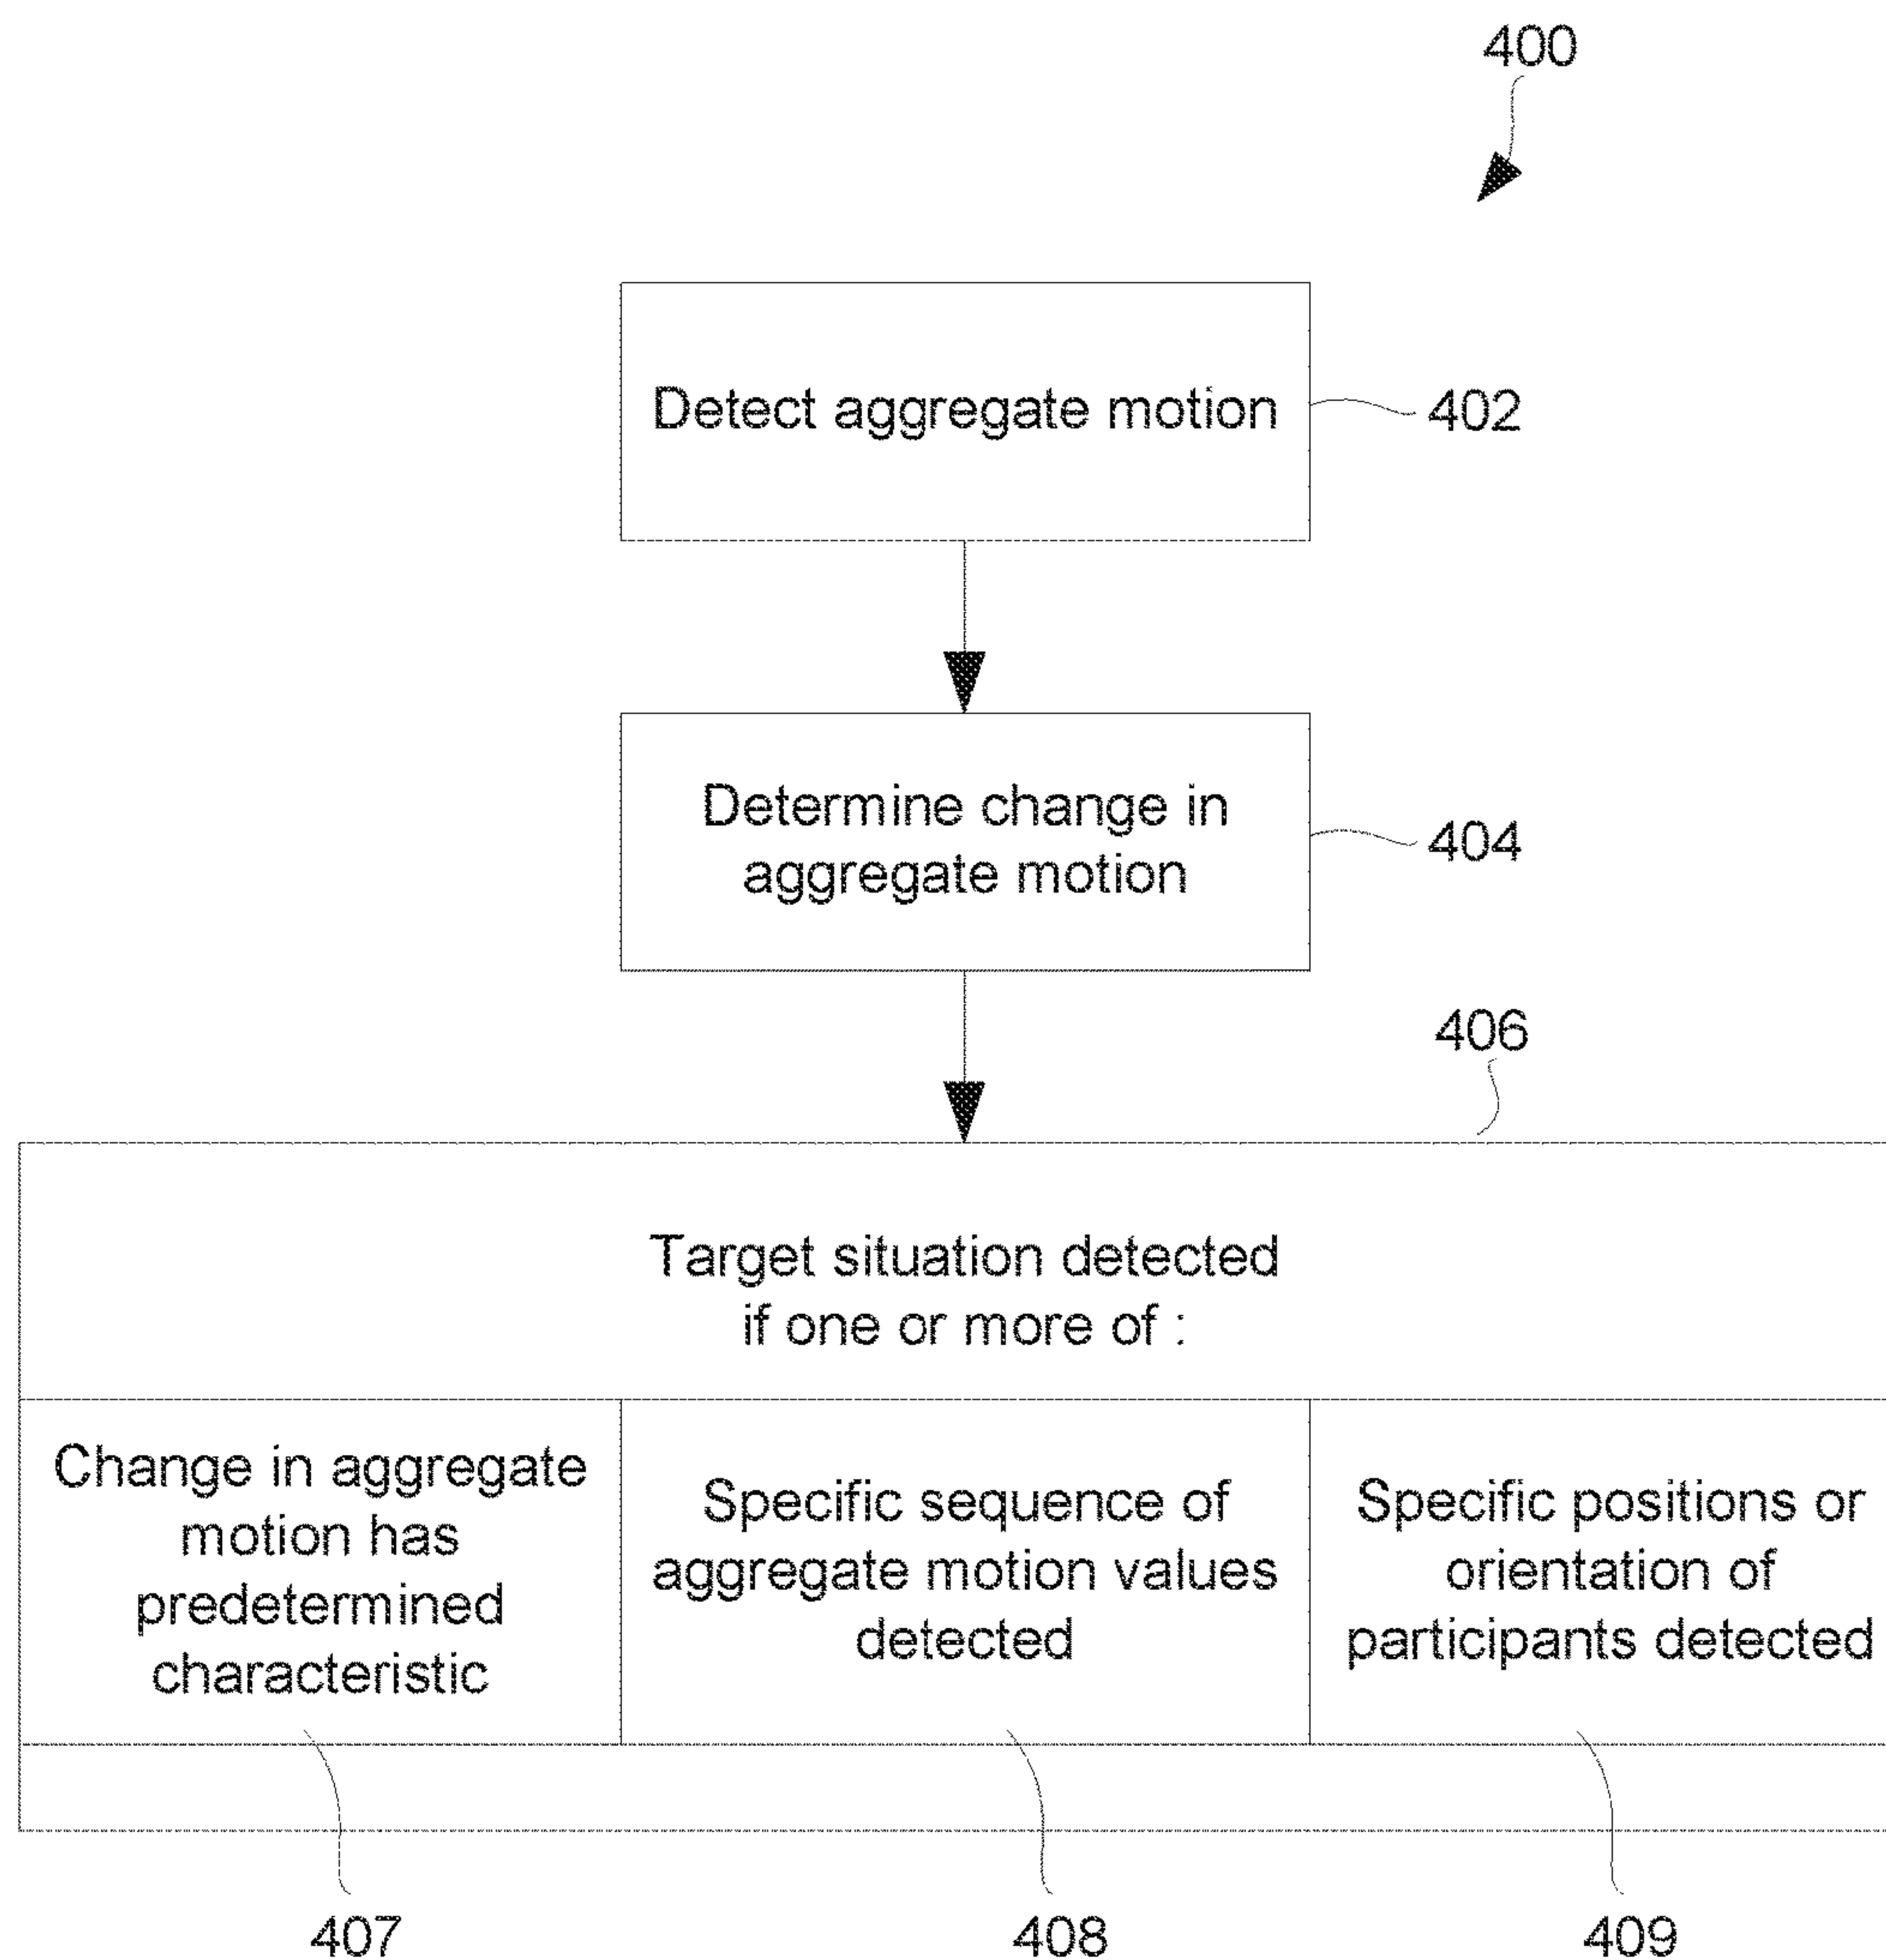 400
Detect aggregate motion
402
Determine change in
aggregate motion
404
406
Target situation detected
if one or more of :
Change in aggregate
motion has
predetermined
characteristic
Specific sequence of
aggregate motion values
detected
Specific positions or
orientation of
participants detected
407
408
409